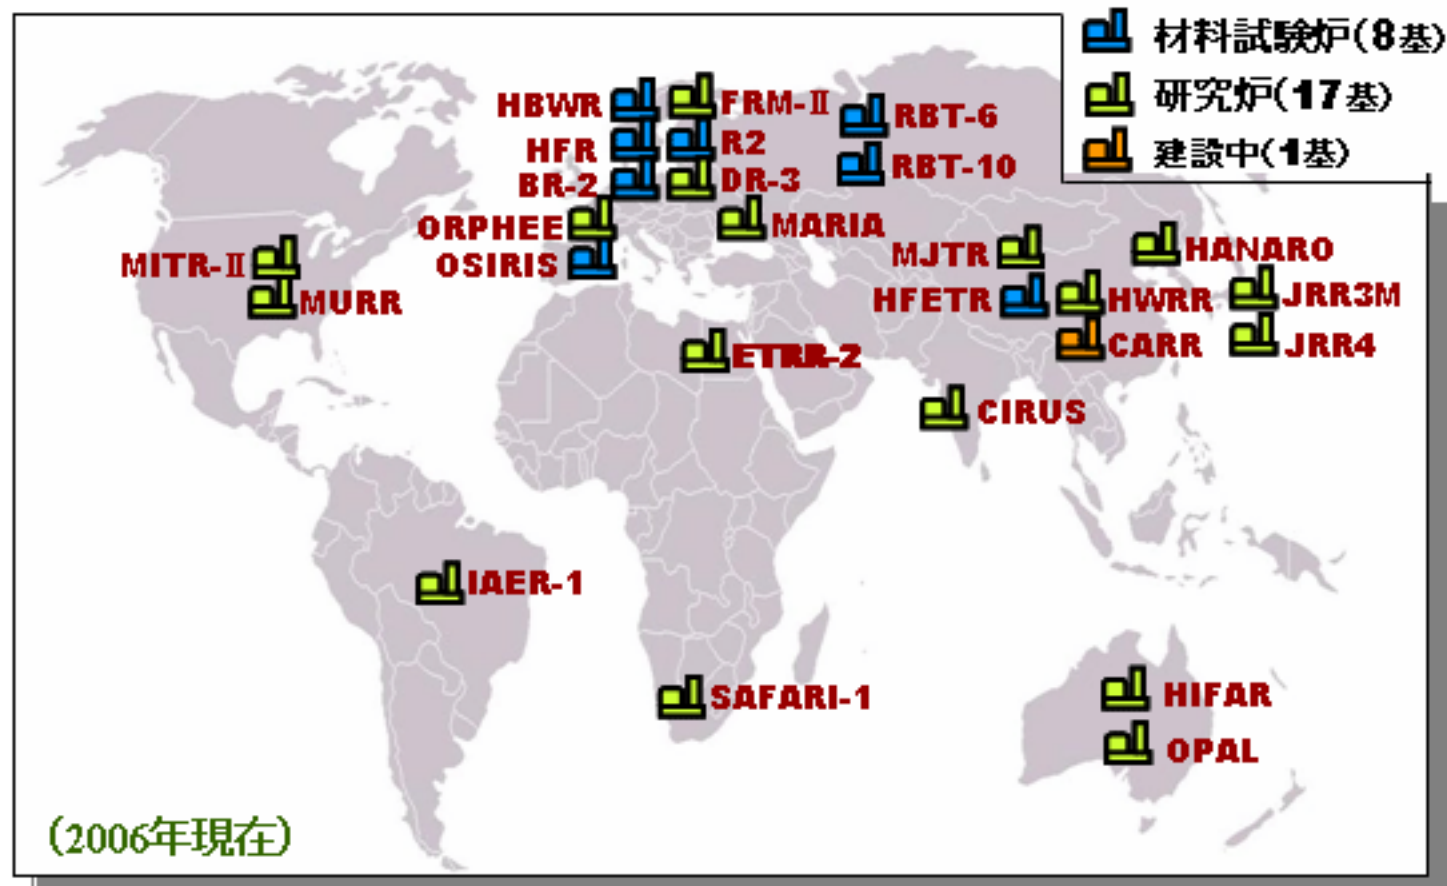 材料試験炉(8基)
研究炉(17基)
建設中(1基)
HBWR
FRM-Ⅱ
RBT-6
HFR
R2
RBT-10
BR-2
DR-3
ORPHEE
MARIA
MITR-Ⅱ
OSIRIS
MJTR
HANARO
MURR
HFETR
HWRR
JRR3M
ETRR-2
CARR
JRR4
CIRUS
IAER-1
SAFARI-1
HIFAR
OPAL
(2006年現在)